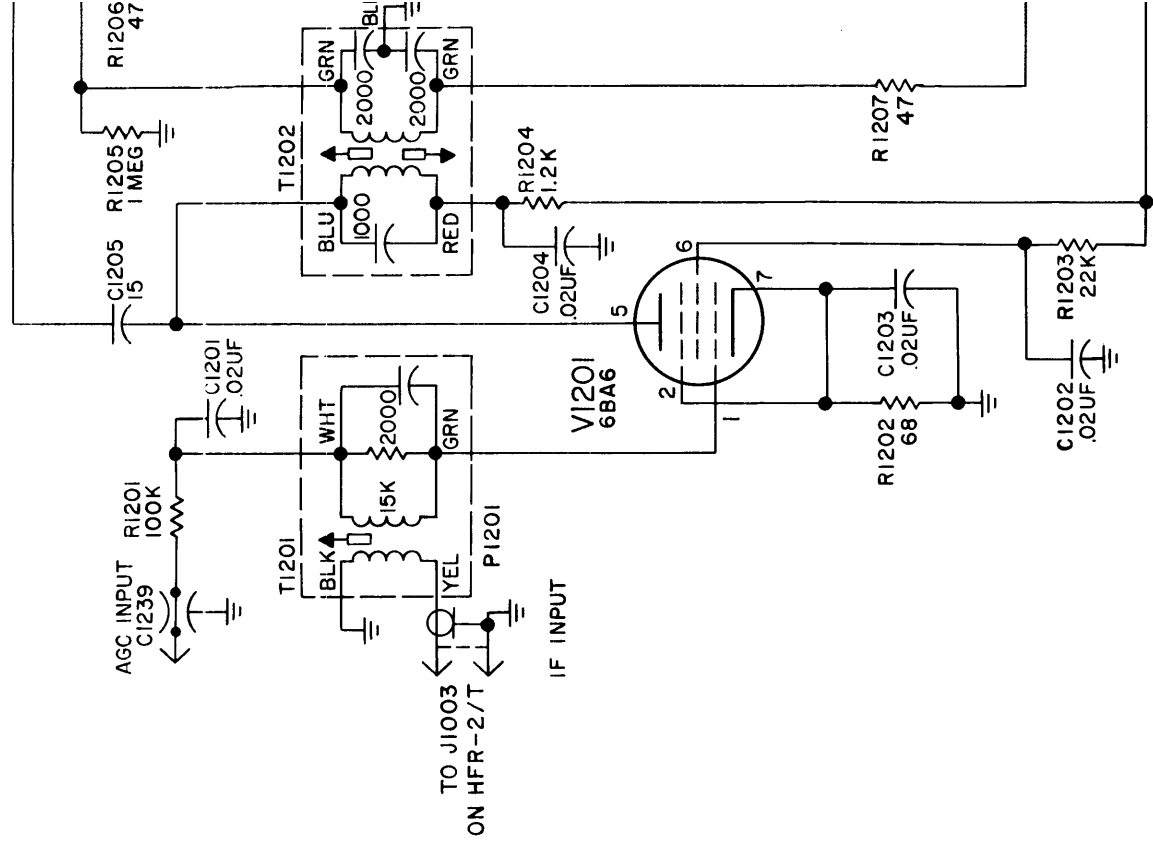 R1206
47
BL
GRN
2000
2000
GRN
R1207
47
T1202
R1205
1 MEG
R1204
1.2K
BLU
1000
RED
C1205
15
C1204
.02UF
6
7
5
2
1
R1203
22K
C1203
.02UF
C1201
.02UF
V1201
6BA6
C1202
.02UF
R1202
68
WHT
2000
GRN
15K
R1201
100K
T1201
BLK
YEL
P1201
AGC INPUT
C1239
IF INPUT
TO J1003
ON HFR-2/T